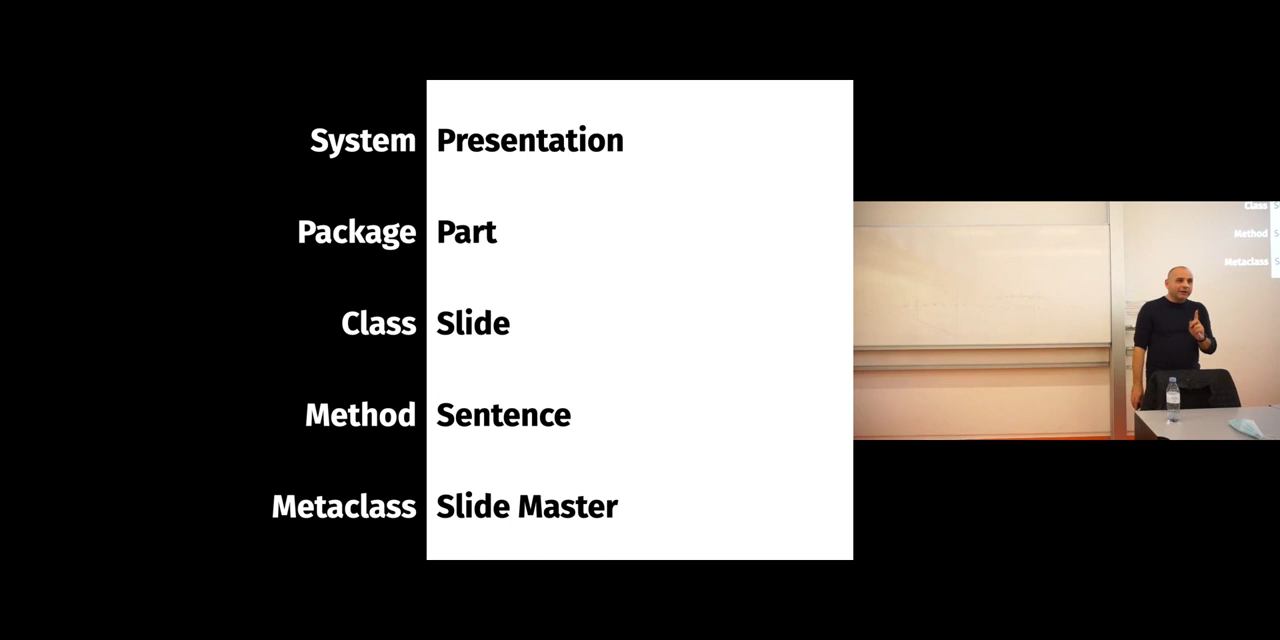 System Presentation
Package Part
Class Slide
Method Sentence
Metaclass Slide Master
Class S
Method S
Metaclass S